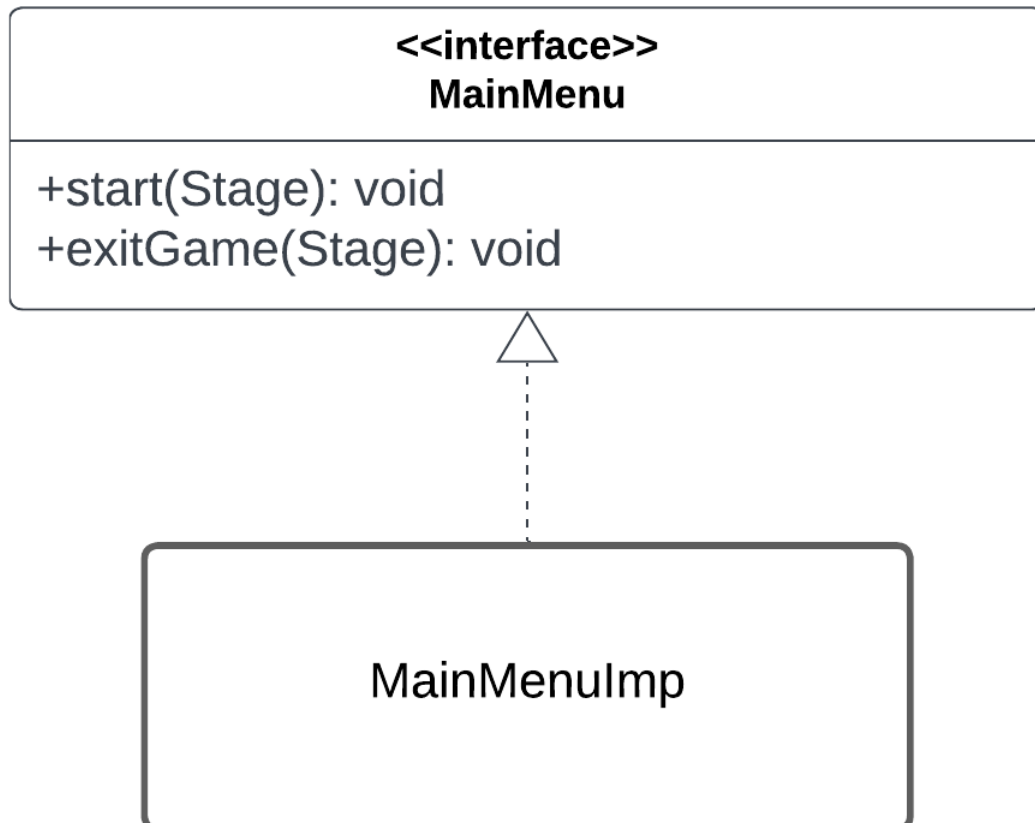 <<interface>>
MainMenu
+start(Stage): void
+exitGame(Stage): void
MainMenuImp